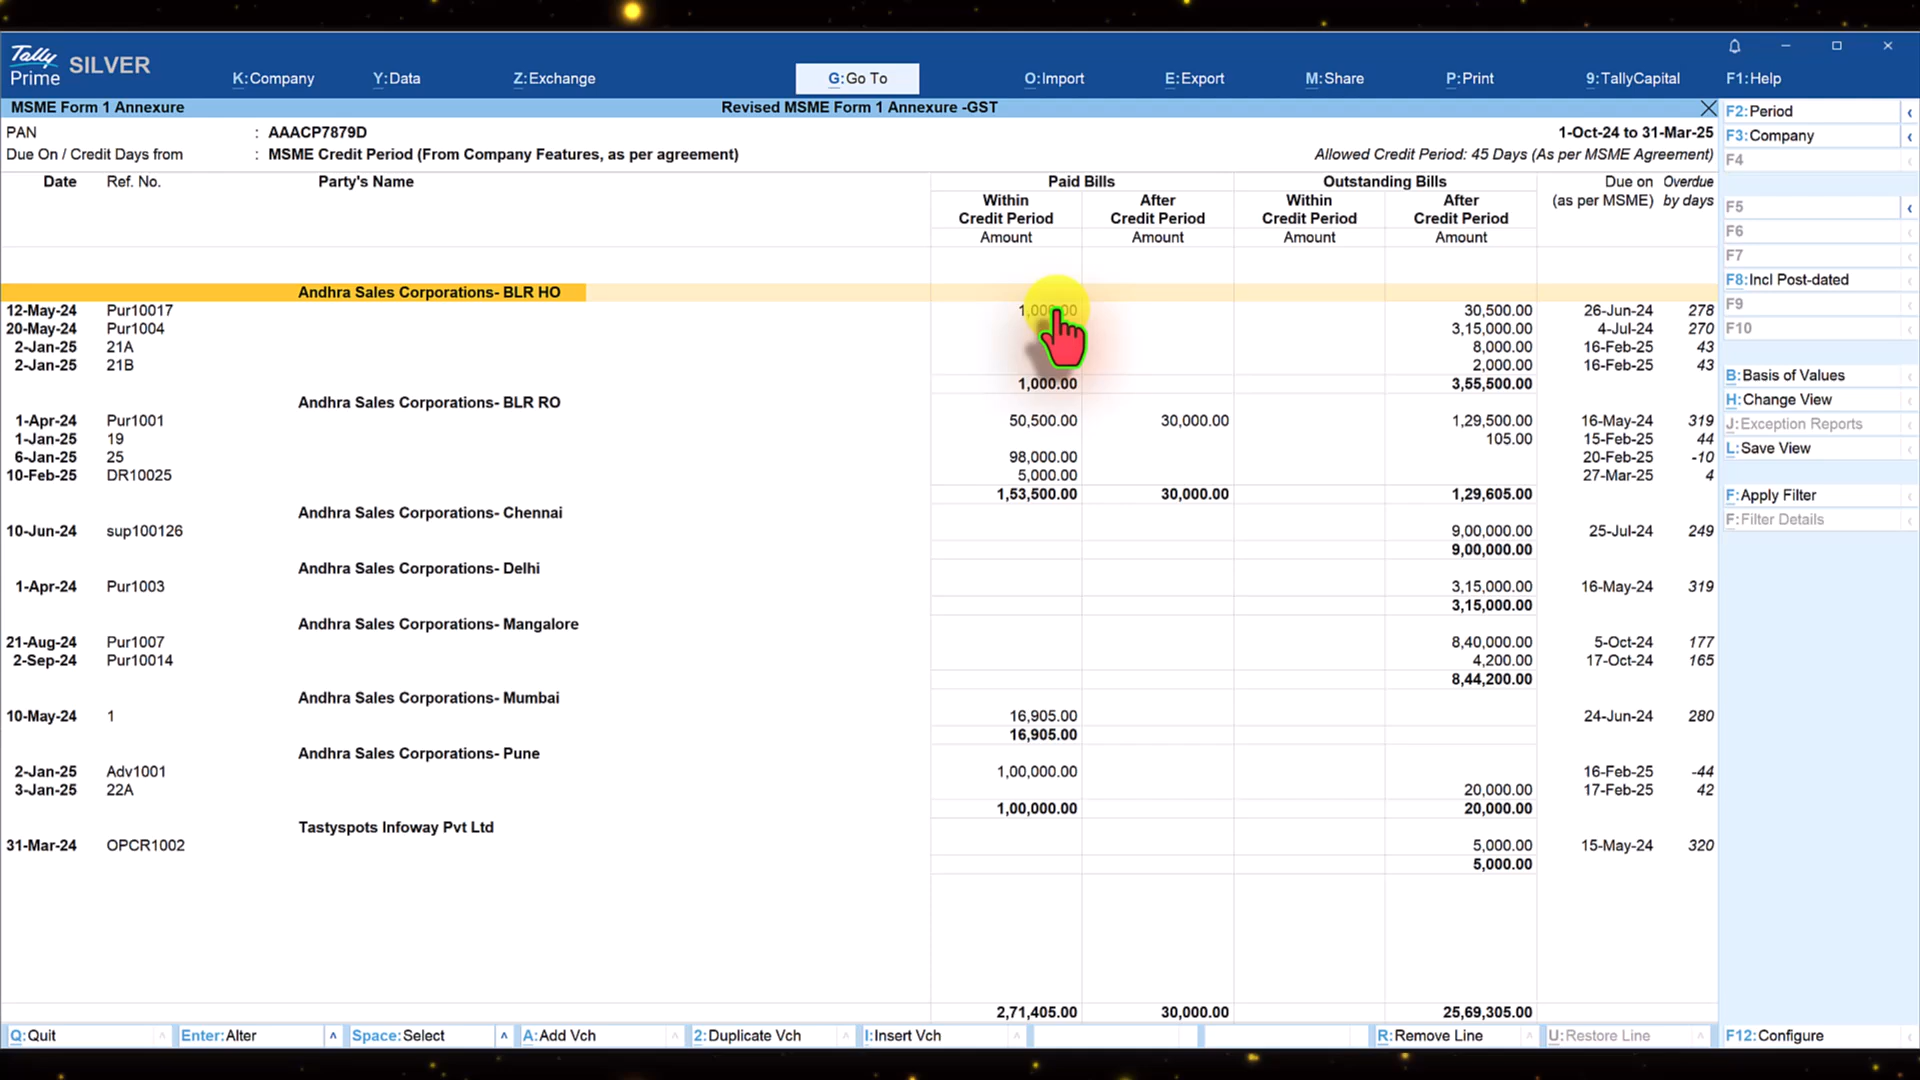 Tally
Prime SILVER
K:Company Y:Data Z:Exchange G:Go To O:Import E:Export M:Share P:Print 9:TallyCapital F1:Help
MSME Form 1 Annexure Revised MSME Form 1 Annexure -GST
PAN : AAACP7879D 1-Oct-24 to 31-Mar-25
Due On / Credit Days from : MSME Credit Period (From Company Features, as per agreement) Allowed Credit Period: 45 Days (As per MSME Agreement)
Date Ref. No. Party's Name Paid Bills Outstanding Bills Due on Overdue
Within After Within After (as per MSME) by days
Credit Period Credit Period Credit Period Credit Period
Amount Amount Amount Amount
Andhra Sales Corporations- BLR HO
12-May-24 Pur10017 30,500.00 26-Jun-24 278
20-May-24 Pur1004 3,15,000.00 4-Jul-24 270
2-Jan-25 21A 8,000.00 16-Feb-25 43
2-Jan-25 21B 2,000.00 16-Feb-25 43
1,000.00 3,55,500.00
Andhra Sales Corporations- BLR RO
1-Apr-24 Pur1001 50,500.00 30,000.00 1,29,500.00 16-May-24 319
1-Jan-25 19 105.00 15-Feb-25 44
6-Jan-25 25 98,000.00 20-Feb-25 -10
10-Feb-25 DR10025 5,000.00 27-Mar-25 4
1,53,500.00 30,000.00 1,29,605.00
Andhra Sales Corporations- Chennai
10-Jun-24 sup100126 9,00,000.00 25-Jul-24 249
9,00,000.00
Andhra Sales Corporations- Delhi
1-Apr-24 Pur1003 3,15,000.00 16-May-24 319
3,15,000.00
Andhra Sales Corporations- Mangalore
21-Aug-24 Pur1007 8,40,000.00 5-Oct-24 177
2-Sep-24 Pur10014 4,200.00 17-Oct-24 165
8,44,200.00
Andhra Sales Corporations- Mumbai
10-May-24 1 16,905.00 24-Jun-24 280
16,905.00
Andhra Sales Corporations- Pune
2-Jan-25 Adv1001 1,00,000.00 16-Feb-25 -44
3-Jan-25 22A 20,000.00 17-Feb-25 42
1,00,000.00 20,000.00
Tastyspots Infoway Pvt Ltd
31-Mar-24 OPCR1002 5,000.00 15-May-24 320
5,000.00
2,71,405.00 30,000.00 25,69,305.00
F2:Period
F3:Company
F4
F5
F6
F7
F8:Incl Post-dated
F9
F10
B:Basis of Values
H:Change View
J:Exception Reports
L:Save View
F:Apply Filter
F:Filter Details
Q:Quit Enter:Alter Space:Select A:Add Vch 2:Duplicate Vch I:Insert Vch R:Remove Line U:Restore Line F12:Configure